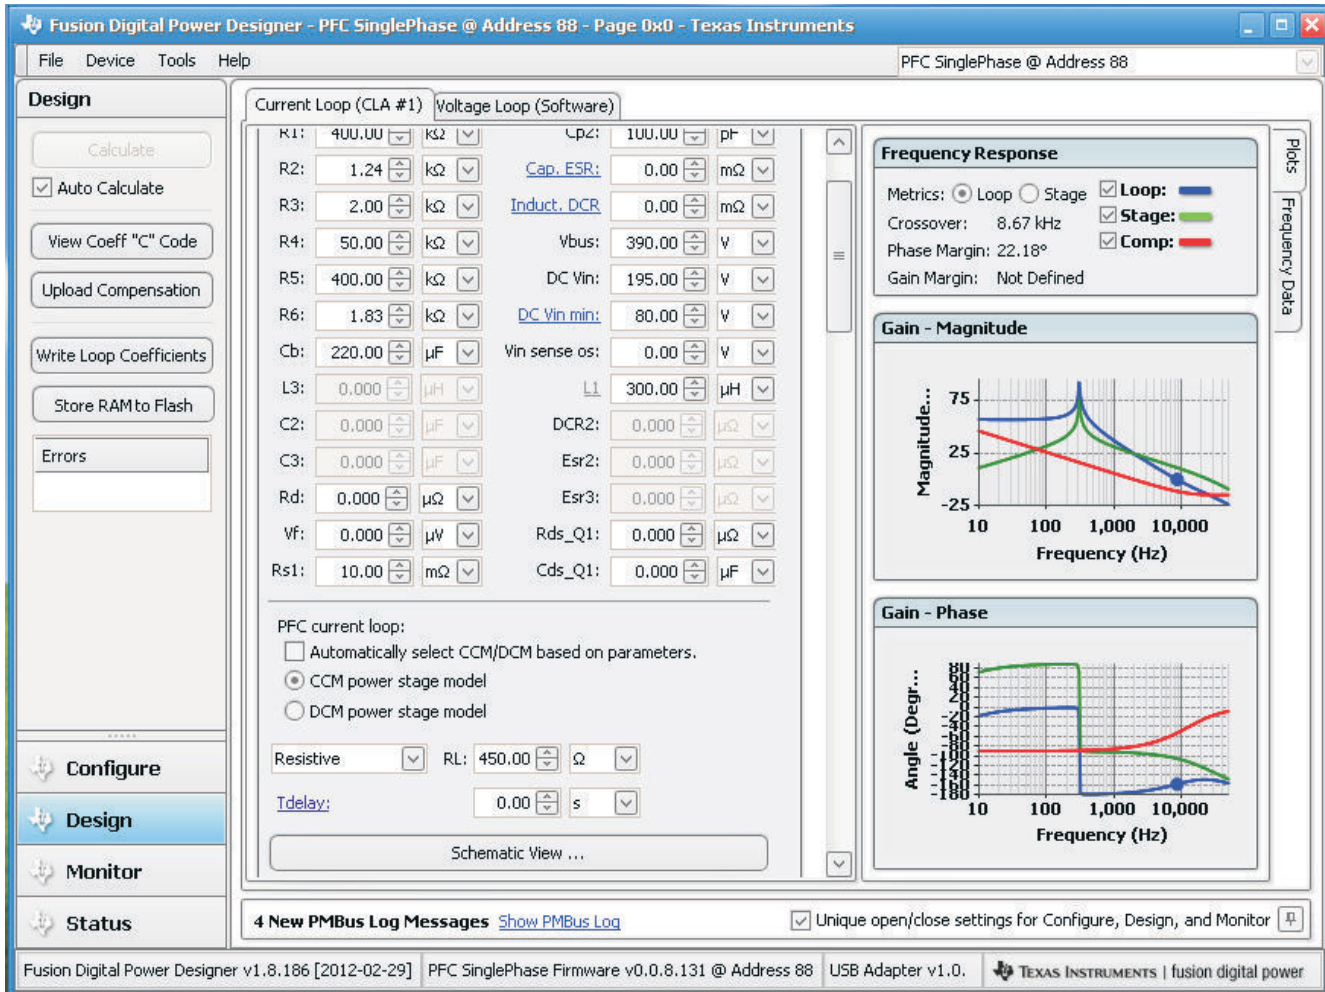 Fusion Digital Power Designer - PFC SinglePhase @ Address 88 - Page 0x0 - Texas Instruments
File Device Tools Help PFC SinglePhase @ Address 88
Design
Calculate
Auto Calculate
View Coeff "C" Code
Upload Compensation
Write Loop Coefficients
Store RAM to Flash
Errors
Configure
Design
Monitor
Status
Current Loop (CLA #1) Voltage Loop (Software)
R1: 400.00 kΩ Cp2: 100.00 pF
R2: 1.24 kΩ Cap. ESR: 0.00 mΩ
R3: 2.00 kΩ Induct. DCR 0.00 mΩ
R4: 50.00 kΩ Vbus: 390.00 V
R5: 400.00 kΩ DC Vin: 195.00 V
R6: 1.83 kΩ DC Vin min: 80.00 V
Cb: 220.00 μF Vin sense os: 0.00 V
L3: 0.000 μH L1 300.00 μH
C2: 0.000 μF DCR2: 0.000 μΩ
C3: 0.000 μF Esr2: 0.000 μΩ
Rd: 0.000 μΩ Esr3: 0.000 μΩ
Vf: 0.000 μV Rds_Q1: 0.000 μΩ
Rs1: 10.00 mΩ Cds_Q1: 0.000 μF
PFC current loop:
Automatically select CCM/DCM based on parameters.
CCM power stage model
DCM power stage model
Resistive RL: 450.00 Ω
Tdelay: 0.00 s
Schematic View ...
Frequency Response
Metrics: Loop Stage Loop:
Crossover: 8.67 kHz Stage:
Phase Margin: 22.18° Comp:
Gain Margin: Not Defined
Plots
Frequency Data
Gain - Magnitude
Magnitude...
75
25
-25
10 100 1,000 10,000
Frequency (Hz)
Gain - Phase
Angle (Degr...
80
60
40
20
0
-20
-40
-60
-80
-100
-120
-140
-160
-180
10 100 1,000 10,000
Frequency (Hz)
4 New PMBus Log Messages Show PMBus Log Unique open/close settings for Configure, Design, and Monitor
Fusion Digital Power Designer v1.8.186 [2012-02-29] PFC SinglePhase Firmware v0.0.8.131 @ Address 88 USB Adapter v1.0. TEXAS INSTRUMENTS | fusion digital power